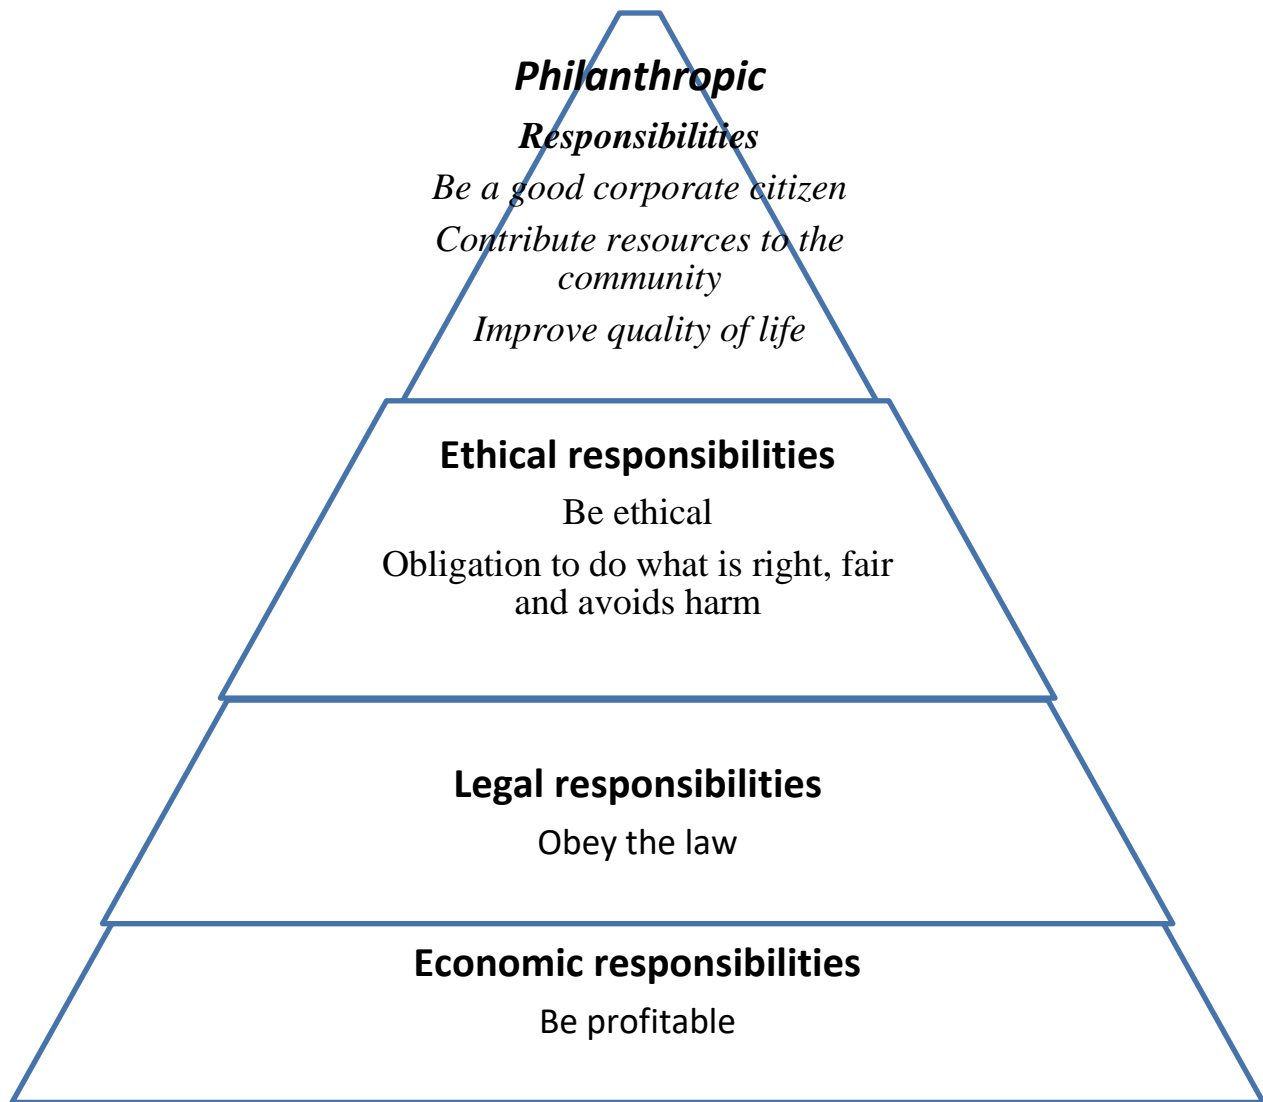 Philanthropic
Responsibilities
Be a good corporate citizen
Contribute resources to the
community
Improve quality of life
Ethical responsibilities
Be ethical
Obligation to do what is right, fair
and avoids harm
Legal responsibilities
Obey the law
Economic responsibilities
Be profitable